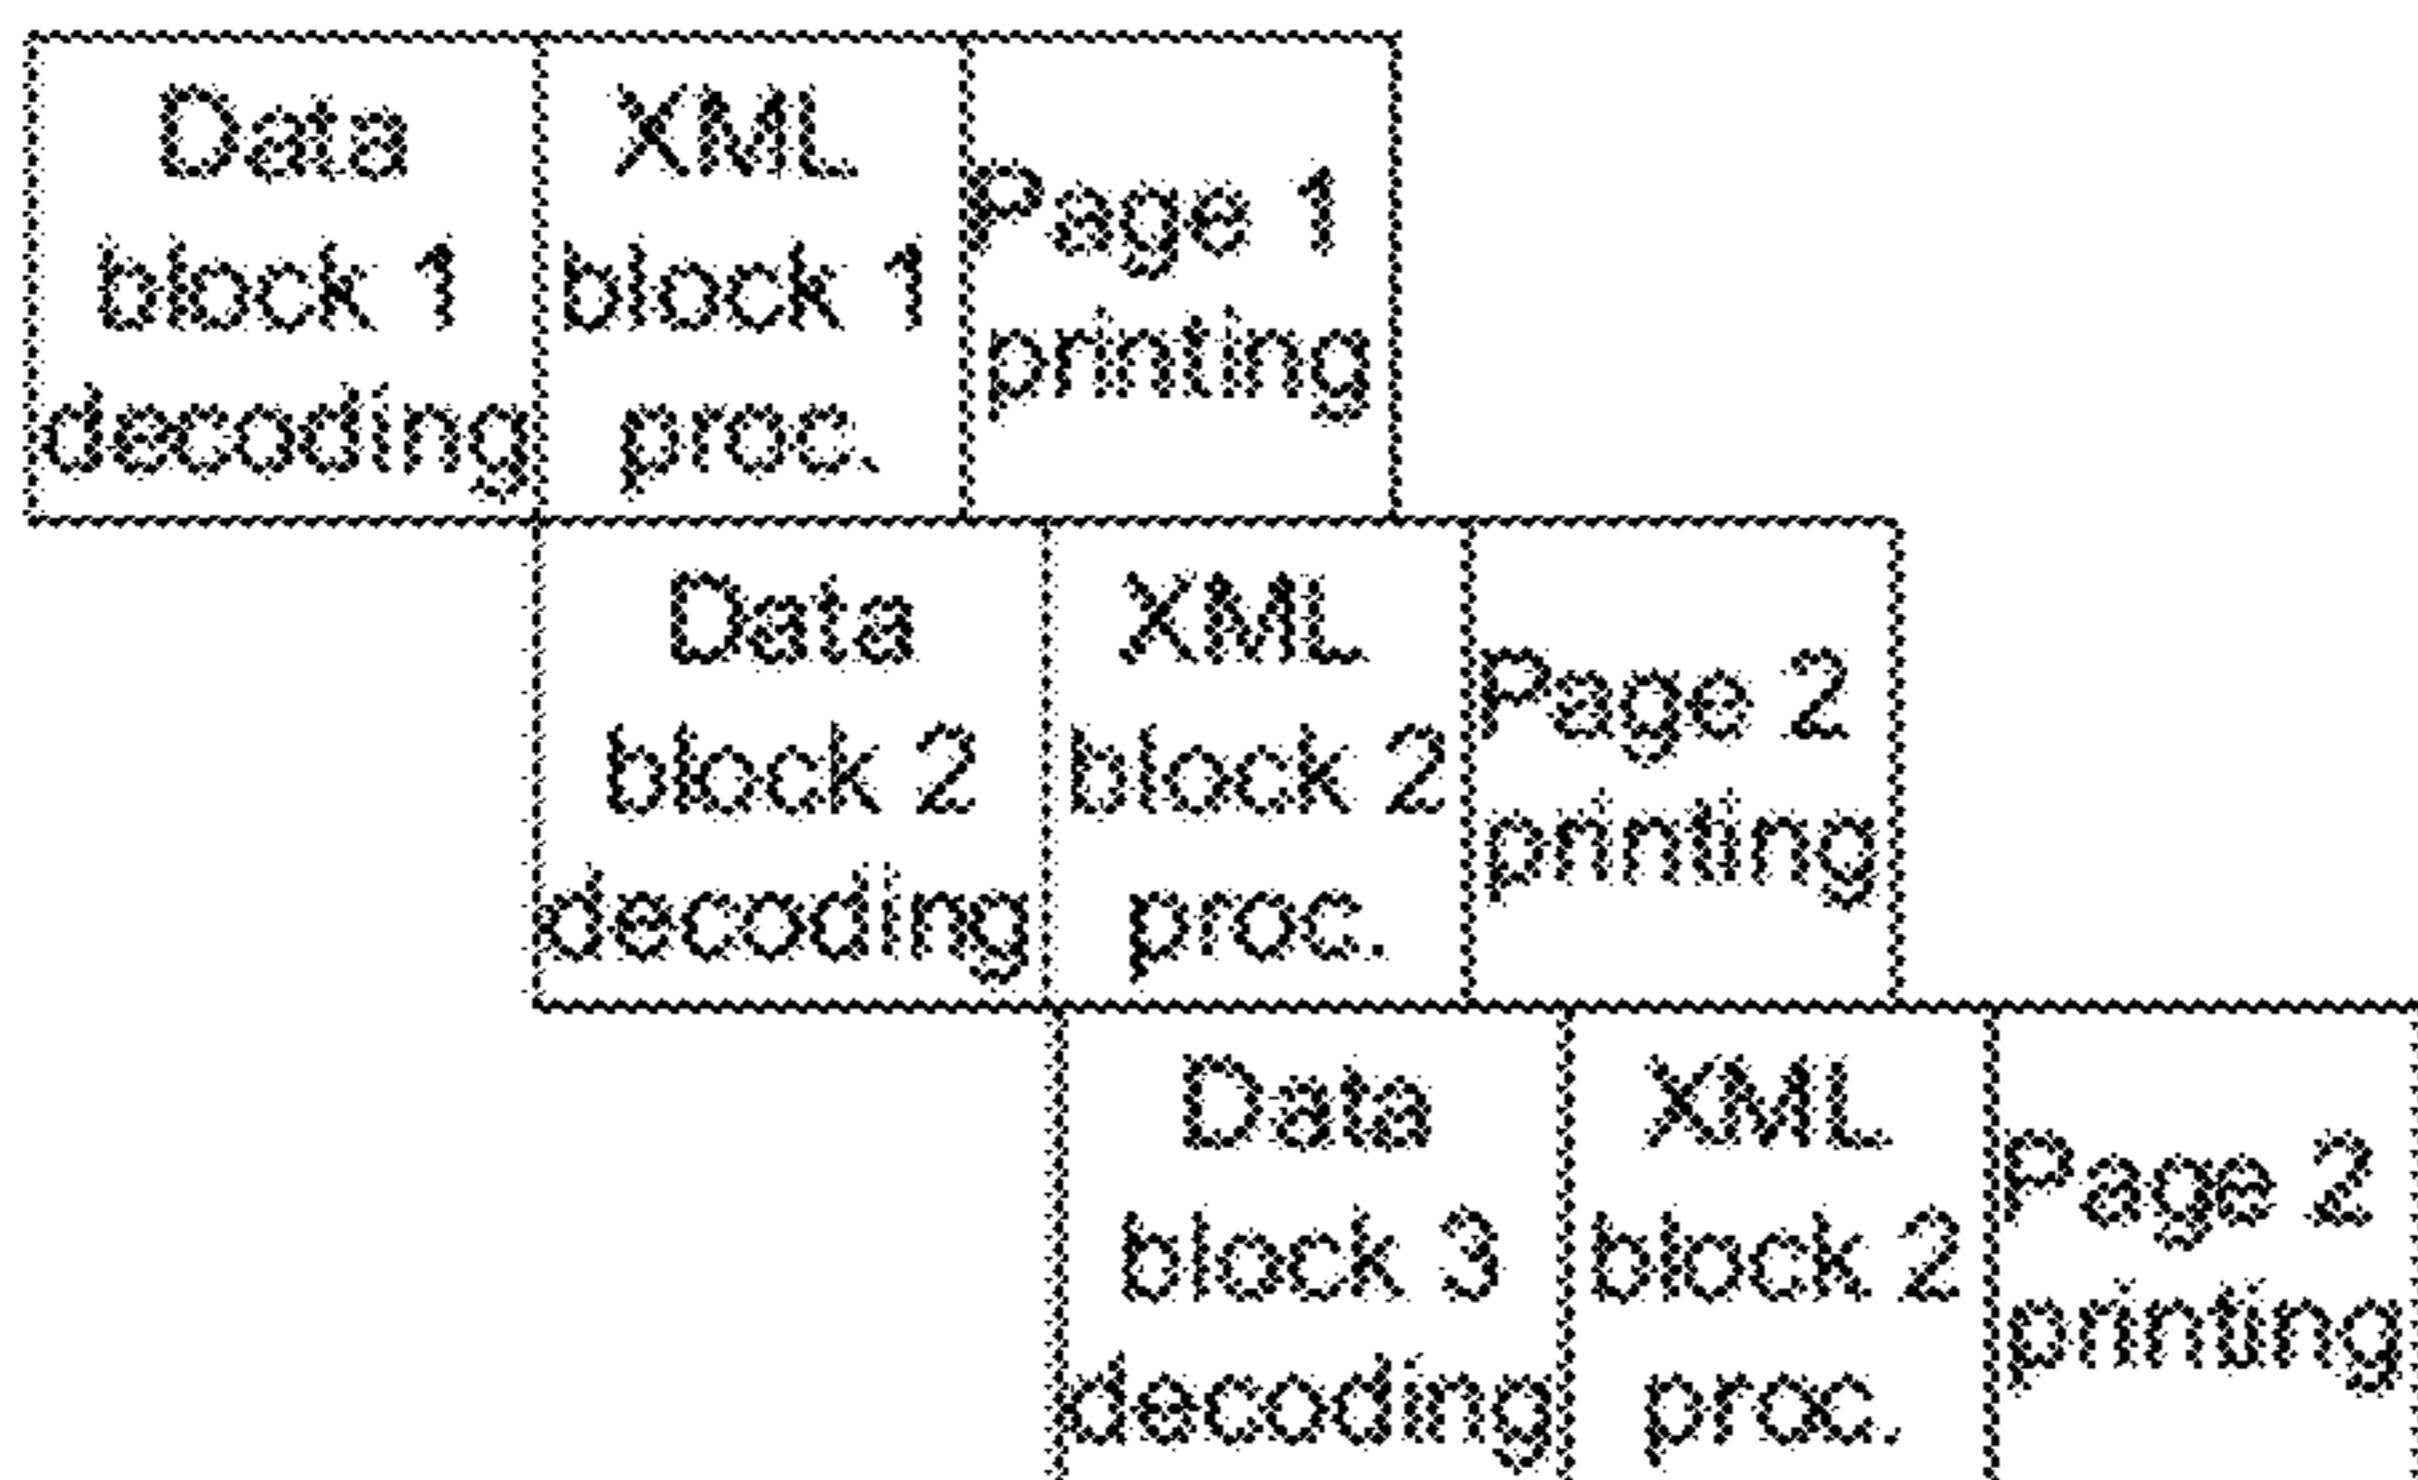 Data
block 1
decoding
XML
block 1
proc.
Page 1
printing
Data
block 2
decoding
XML
block 2
proc.
Page 2
printing
Data
block 3
decoding
XML
block 2
proc.
Page 2
printing